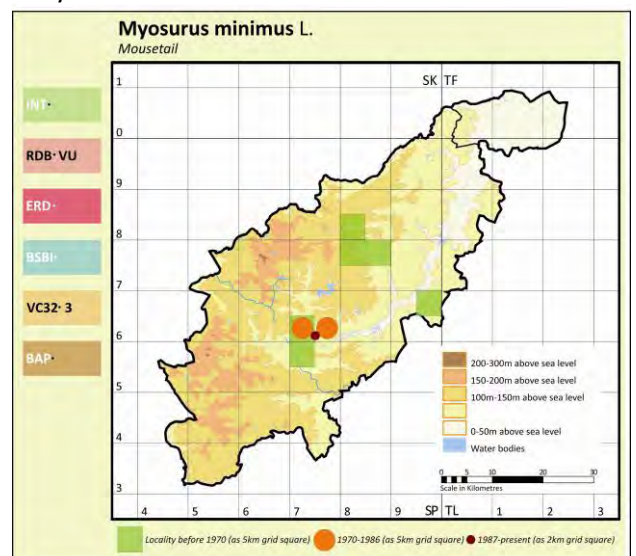 Myosurus minimus L.
Mousetail
INT·
RDB· VU
ERD·
BSBI·
VC32· 3
BAP·
SK TF
1
0
9
8
7
6
5
4
3
200-300m above sea level
150-200m above sea level
100m-150m above sea level
0-50m above sea level
Water bodies
0 10 20 30
Scale in Kilometres
4 5 6 7 8 9 SP TL 0 1 2 3
Locality before 1970 (as 5km grid square) 1970-1986 (as 5km grid square) 1987-present (as 2km grid square)